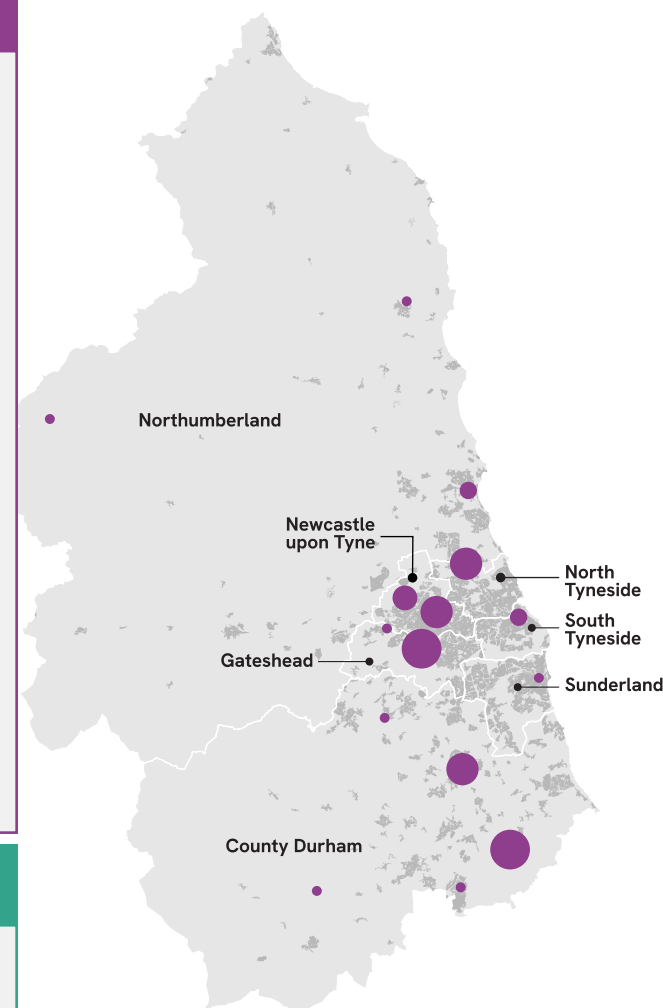 Northumberland
Newcastle
upon Tyne
North
Tyneside
South
Tyneside
Gateshead
Sunderland
County Durham